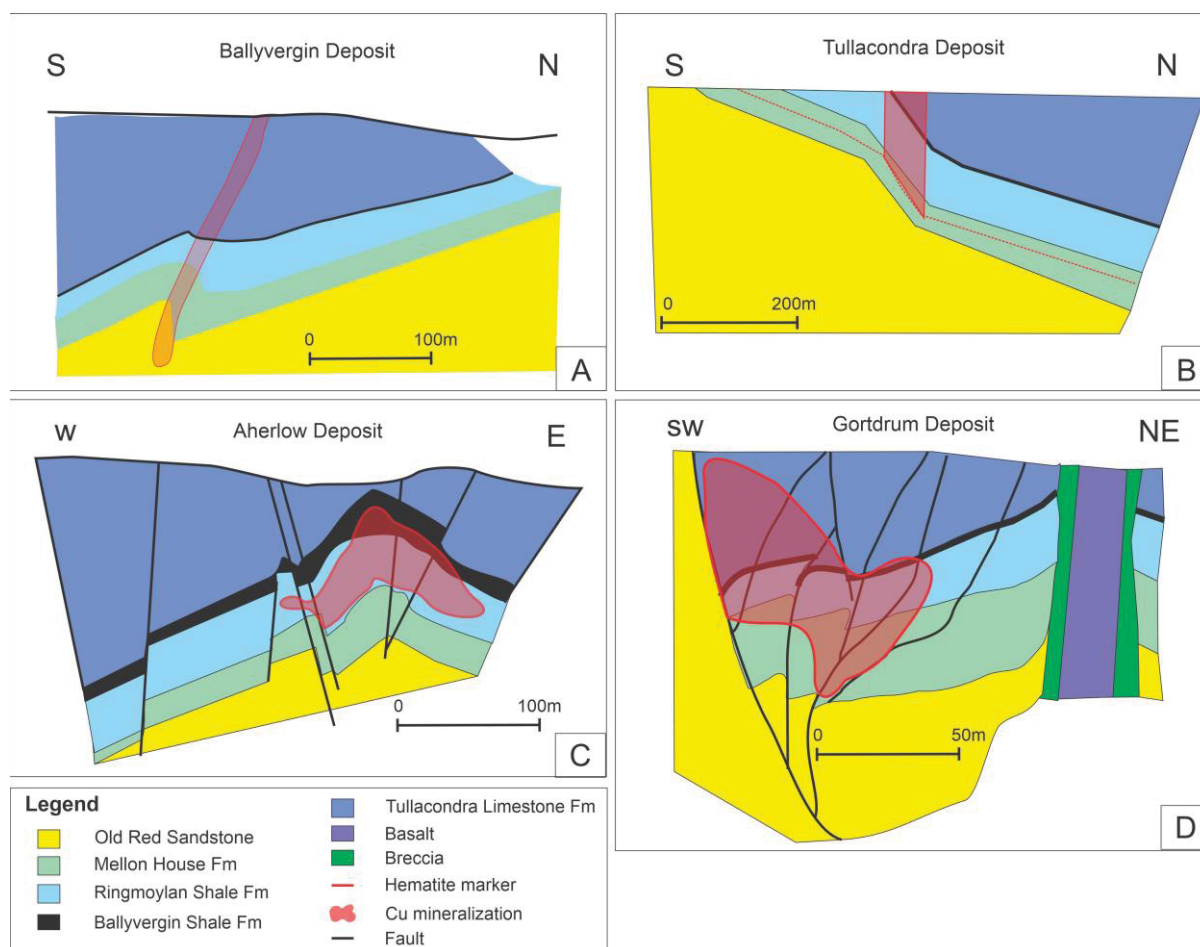 Ballyvergin Deposit
S N
0 100m
A
Tullacondra Deposit
S N
0 200m
B
Aherlow Deposit
W E
0 100m
C
Gortdrum Deposit
SW NE
0 50m
D
Legend
Old Red Sandstone
Mellon House Fm
Ringmoylan Shale Fm
Ballyvergin Shale Fm
Tullacondra Limestone Fm
Basalt
Breccia
Hematite marker
Cu mineralization
Fault